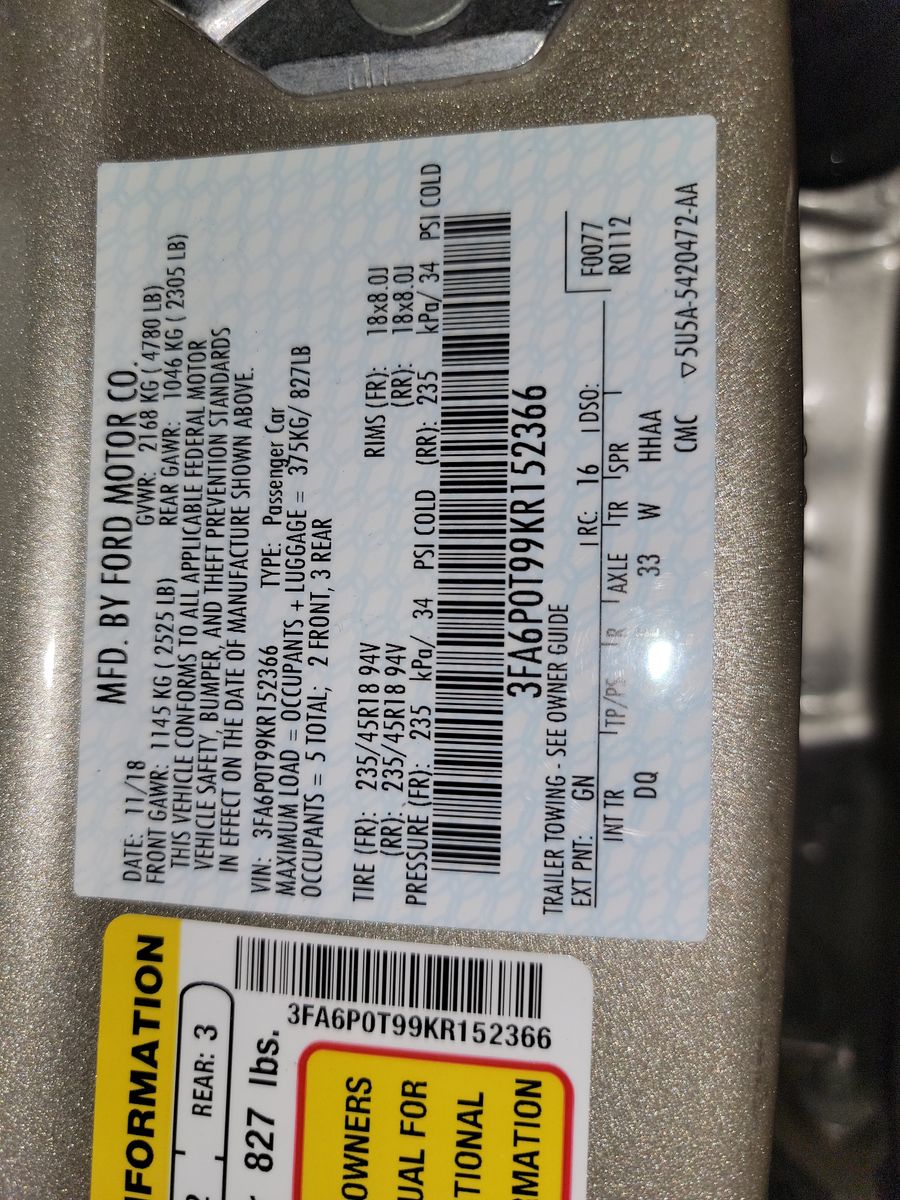 MFD. BY FORD MOTOR CO.
DATE: 11/18 GVWR: 2168 KG ( 4780 LB)
FRONT GAWR: 1145 KG ( 2525 LB) REAR GAWR: 1046 KG ( 2305 LB)
THIS VEHICLE CONFORMS TO ALL APPLICABLE FEDERAL MOTOR
VEHICLE SAFETY, BUMPER, AND THEFT PREVENTION STANDARDS
IN EFFECT ON THE DATE OF MANUFACTURE SHOWN ABOVE.
VIN: 3FA6P0T99KR152366 TYPE: Passenger Car
MAXIMUM LOAD = OCCUPANTS + LUGGAGE = 375KG/ 827LB
OCCUPANTS = 5 TOTAL; 2 FRONT, 3 REAR
TIRE (FR): 235/45R18 94V RIMS (FR): 18x8.0J
(RR): 235/45R18 94V (RR): 18x8.0J
PRESSURE (FR): 235 kPa/ 34 PSI COLD (RR): 235 kPa/ 34 PSI COLD
3FA6P0T99KR152366
TRAILER TOWING - SEE OWNER GUIDE
EXT PNT: GN RC: 16 DSO: F0077
R0112
INT TR TP/PS R AXLE TR SPR
DQ 33 W HHAA
CMC ▽5U5A-5420472-AA
FORMATION
REAR: 3
827 lbs.
3FA6P0T99KR152366
OWNERS
UAL FOR
TIONAL
RMATION